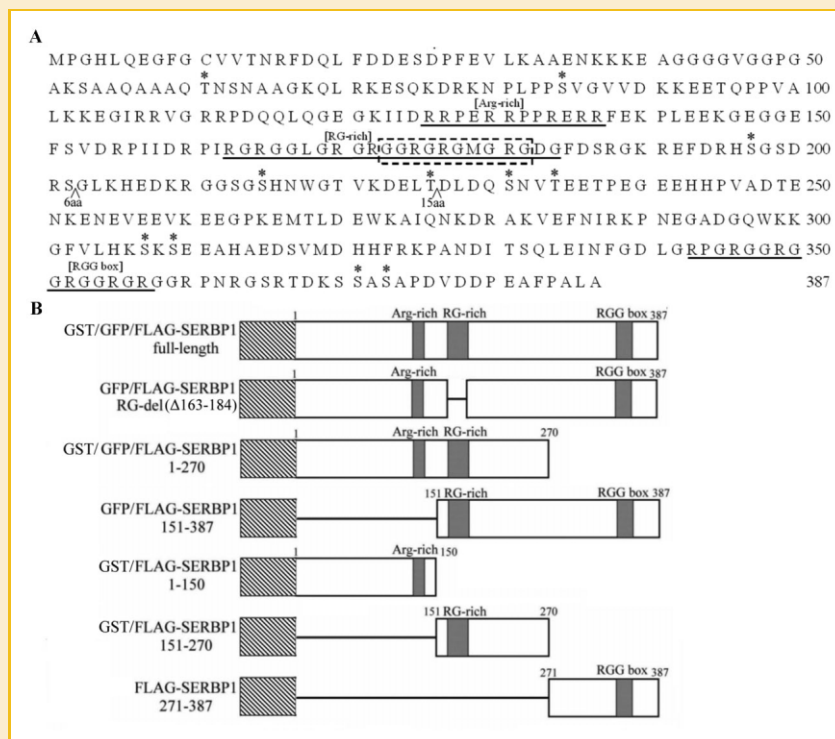 A
MPGHLQEGFG CVVTNRFDQL FDDESDPFEV LKAAENKKKE AGGGGVGGPG 50
* *
AKSAAQAAAQ TNSNAAGKQL RKESQKDRKN PLPPSVGVVD KKEETQPPVA 100
[Arg-rich]
LKKEGIRRVG RRPDQQLQGE GKIIDRRPER RPPRERRFEK PLEEKGEGGE 150
[RG-rich] *
FSVDRPIIDR PIRGRGGLGR GRGGRGRGMG RGDGFDSRGK REFDRHSGSD 200
* * * *
RSGLKHEDKR GGSGSHNWGT VKDELTDLDQ SNVTEETPEG EEHHPVADTE 250
6aa 15aa
NKENEVEEVK EEGPKEMTLD EWKAIQNKDR AKVEFNIRKP NEGADGQWKK 300
* *
GFVLHKSKSE EAHAEDSVMD HHFRKPANDI TSQLEINFGD LGRPGRGGRG 350
[RGG box] * *
GRGGRGRGGR PNRGSRTDKS SASAPDVDDP EAFPALA 387
B
1 Arg-rich RG-rich RGG box 387
GST/GFP/FLAG-SERBP1
full-length
1 Arg-rich RGG box 387
GFP/FLAG-SERBP1
RG-del(Δ163-184)
1 Arg-rich RG-rich 270
GST/GFP/FLAG-SERBP1
1-270
151 RG-rich RGG box 387
GFP/FLAG-SERBP1
151-387
1 Arg-rich 150
GST/FLAG-SERBP1
1-150
151 RG-rich 270
GST/FLAG-SERBP1
151-270
271 RGG box 387
FLAG-SERBP1
271-387